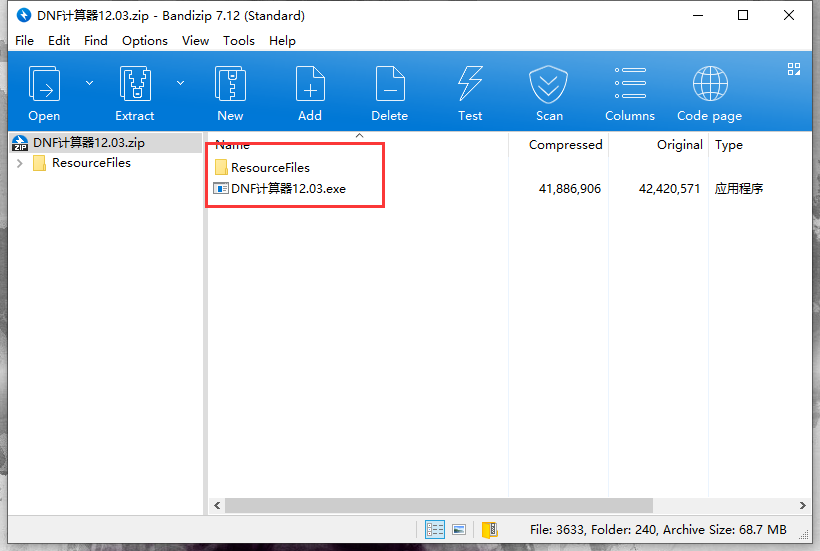 DNF计算器12.03.zip - Bandizip 7.12 (Standard)
File Edit Find Options View Tools Help
Open Extract New Add Delete Test Scan Columns Code page
DNF计算器12.03.zip
ResourceFiles
Name Compressed Original Type
ResourceFiles
DNF计算器12.03.exe 41,886,906 42,420,571 应用程序
File: 3633, Folder: 240, Archive Size: 68.7 MB